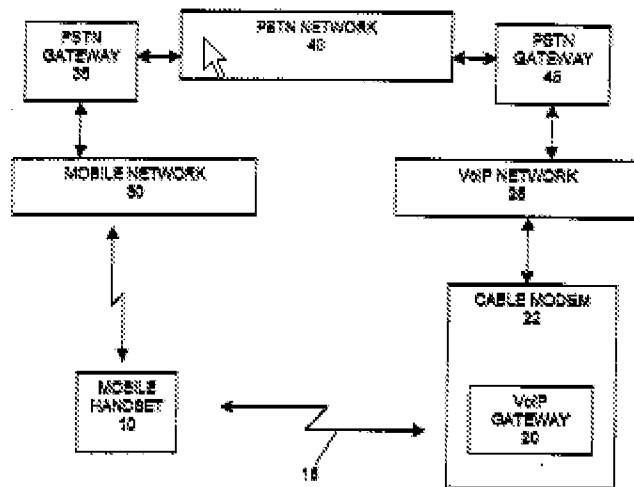 PSTN
GATEWAY
35
PSTN NETWORK
40
PSTN
GATEWAY
45
MOBILE NETWORK
30
VoIP NETWORK
25
CABLE MODEM
22
MOBILE
HANDSET
10
VoIP
GATEWAY
20
15